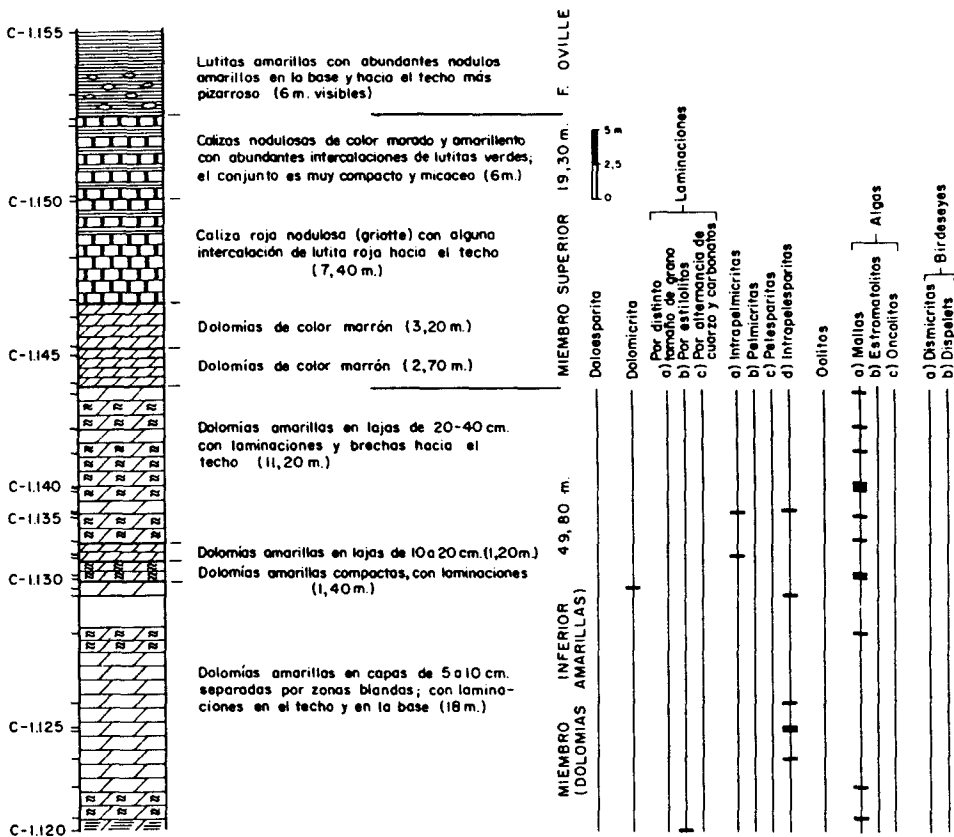 C-1.155
C-1.150
C-1.145
C-1.140
C-1.135
C-1.130
C-1.125
C-1.120
Lutitas amarillas con abundantes nodulos
amarillos en la base y hacia el techo más
pizarroso (6 m. visibles)
Calizas nodulosas de color morado y amarillento
con abundantes intercalaciones de lutitas verdes;
el conjunto es muy compacto y micaceo (6m.)
Caliza roja nodulosa (griotte) con alguna
intercalación de lutita roja hacia el techo
(7,40 m.)
Dolomías de color marrón (3,20 m.)
Dolomías de color marrón (2,70 m.)
Dolomías amarillas en lajas de 20-40 cm.
con laminaciones y brechas hacia el
techo (11,20 m.)
Dolomías amarillas en lajas de 10 a 20 cm. (1,20m.)
Dolomías amarillas compactas, con laminaciones
(1,40 m.)
Dolomías amarillas en capas de 5 a 10 cm.
separadas por zonas blandas; con lamina-
ciones en el techo y en la base (18 m.)
F. OVILLE
MIEMBRO SUPERIOR 19,30 m.
MIEMBRO INFERIOR 49,80 m.
(DOLOMIAS AMARILLAS)
5 m
2,5
0
Doloesparita
Dolomicrita
Laminaciones
Por distinto
a) tamaño de grano
b) Por estilolitos
c) Por alternancia de
cuarzo y carbonatos
a) Intrapelmicritas
b) Pelmicritas
c) Pelesparitas
d) Intrapelesparitas
Oolitos
Algas
a) Mallas
b) Estromatolitos
c) Oncolitos
Birdeseyes
a) Dismicritas
b) Dispelets